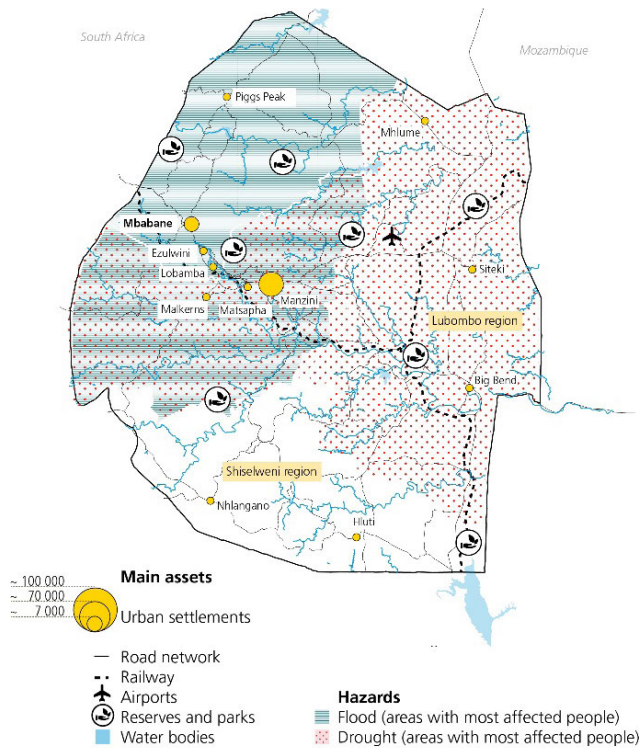 South Africa
Mozambique
Piggs Peak
Mhlume
Mbabane
Ezulwini
Lobamba
Siteki
Malkerns
Matsapha
Manzini
Lubombo region
Big Bend
Shiselweni region
Nhlangano
Hluti
Main assets
~ 100 000
~ 70 000
~ 7 000
Urban settlements
Road network
Railway
Airports
Reserves and parks
Water bodies
Hazards
Flood (areas with most affected people)
Drought (areas with most affected people)